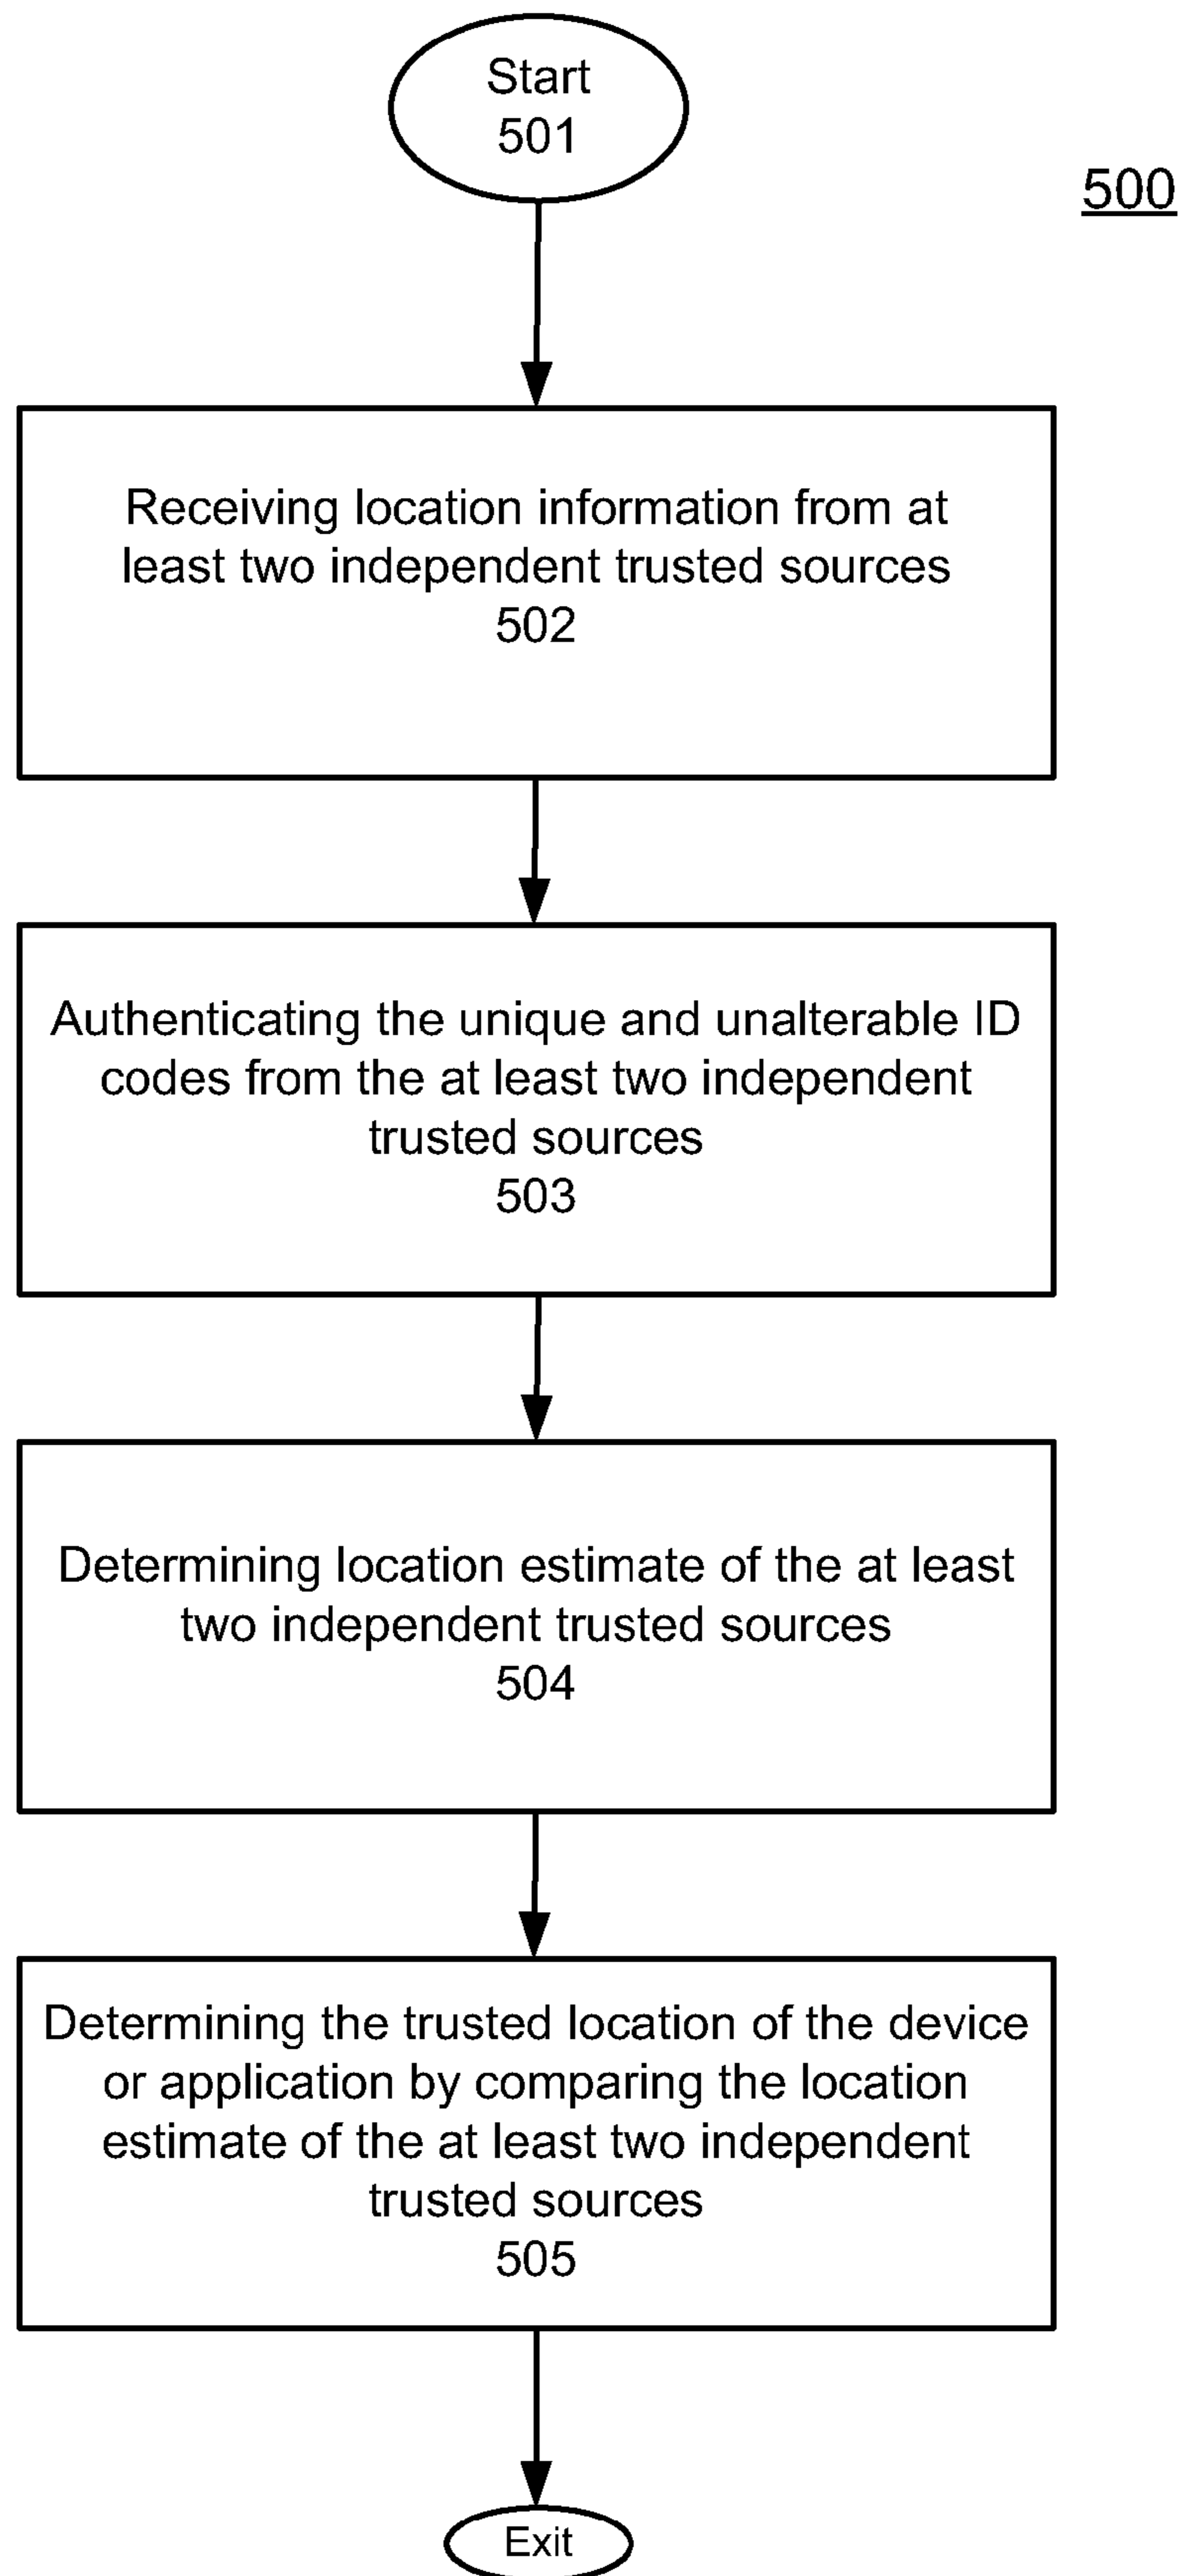 Start
501
500
Receiving location information from at
least two independent trusted sources
502
Authenticating the unique and unalterable ID
codes from the at least two independent
trusted sources
503
Determining location estimate of the at least
two independent trusted sources
504
Determining the trusted location of the device
or application by comparing the location
estimate of the at least two independent
trusted sources
505
Exit